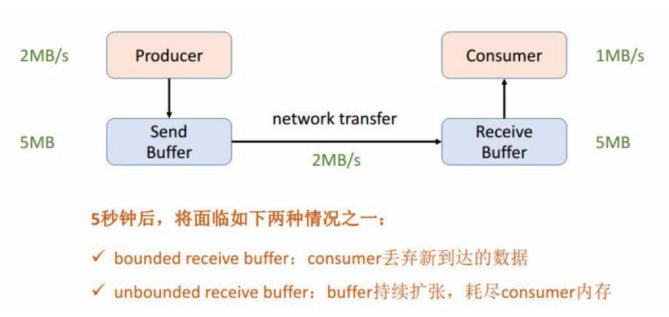 2MB/s
Producer
Consumer
1MB/s
5MB
Send
Buffer
network transfer
2MB/s
Receive
Buffer
5MB
5秒钟后，将面临如下两种情况之一：
✓ bounded receive buffer：consumer丢弃新到达的数据
✓ unbounded receive buffer：buffer持续扩张，耗尽consumer内存